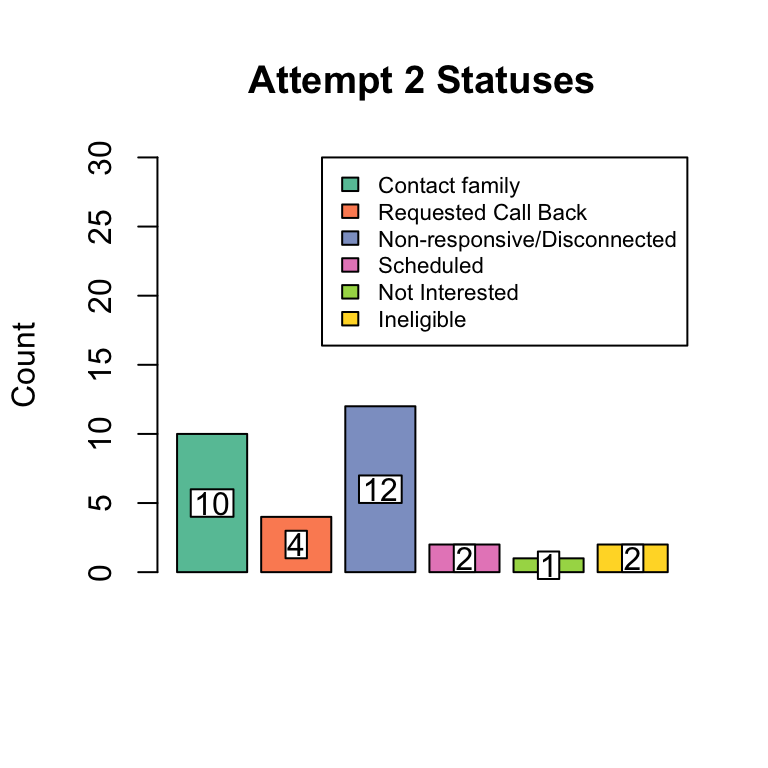 Attempt 2 Statuses
Count
30
25
20
15
10
5
0
Contact family
Requested Call Back
Non-responsive/Disconnected
Scheduled
Not Interested
Ineligible
10
4
12
2
1
2